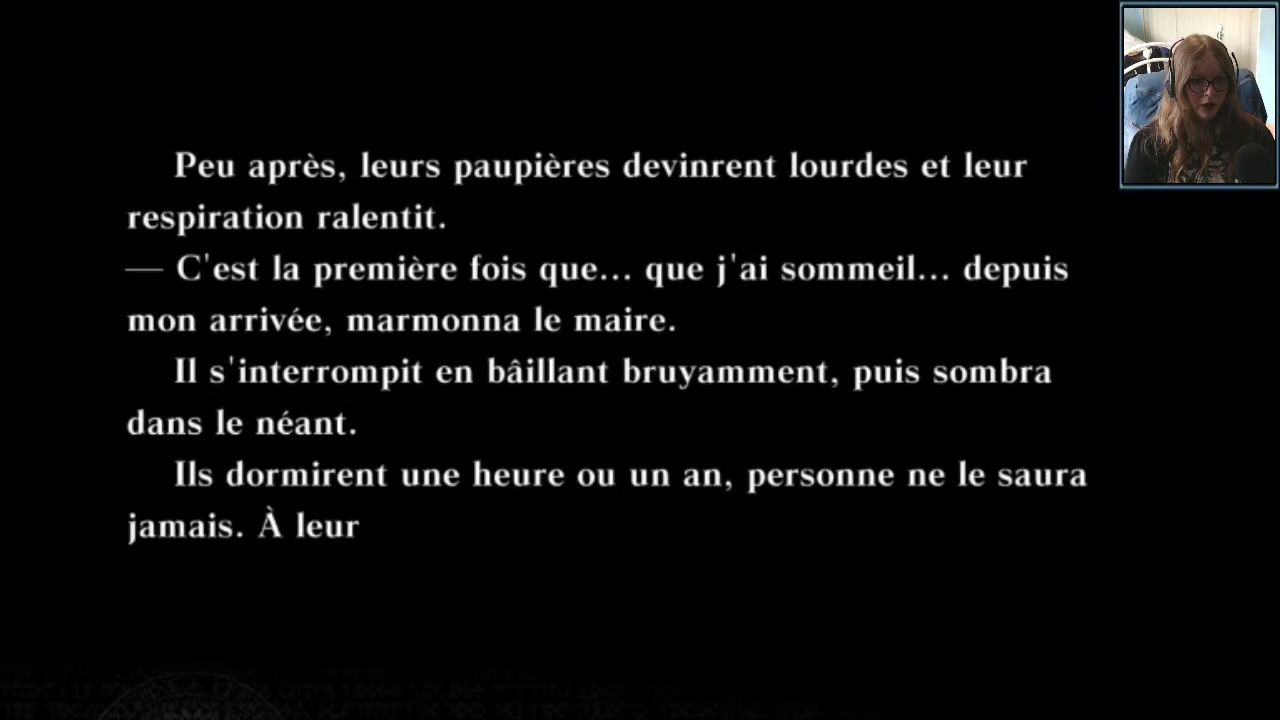 Peu après, leurs paupières devinrent lourdes et leur
respiration ralentit.
— C'est la première fois que... que j'ai sommeil... depuis
mon arrivée, marmonna le maire.
Il s'interrompit en bâillant bruyamment, puis sombra
dans le néant.
Ils dormirent une heure ou un an, personne ne le saura
jamais. À leur